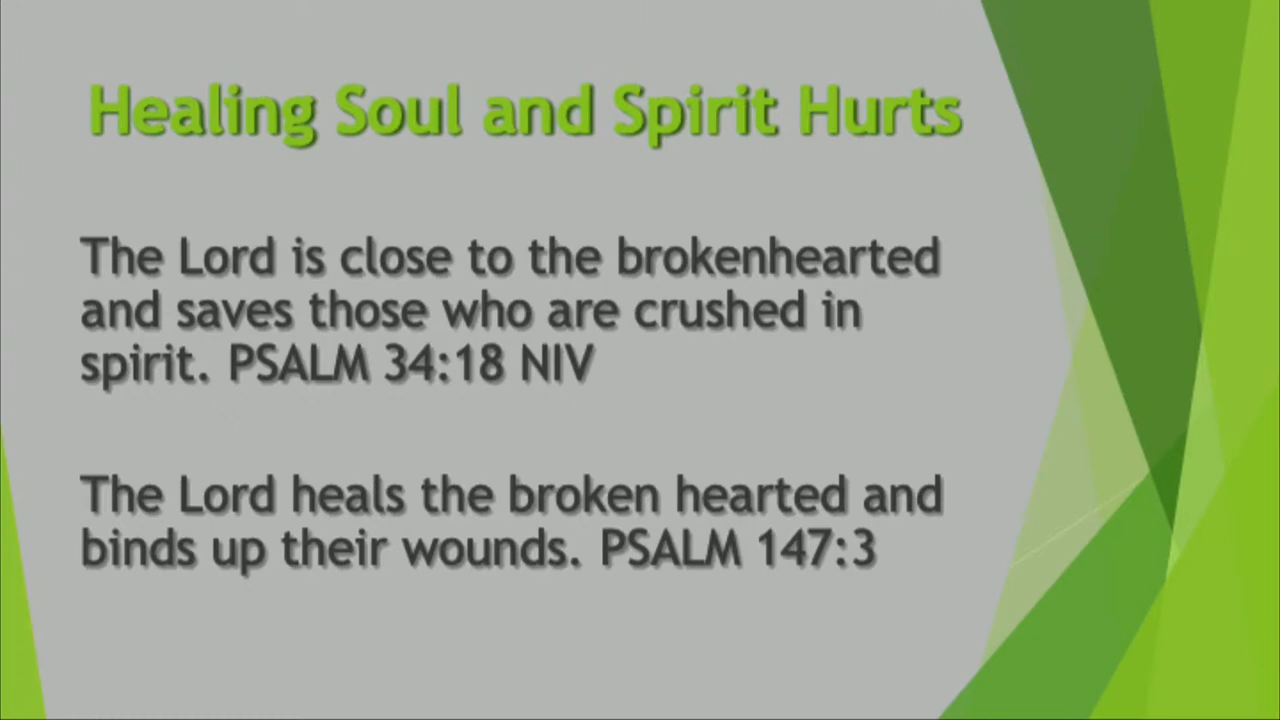 Healing Soul and Spirit Hurts
The Lord is close to the brokenhearted
and saves those who are crushed in
spirit. PSALM 34:18 NIV
The Lord heals the broken hearted and
binds up their wounds. PSALM 147:3